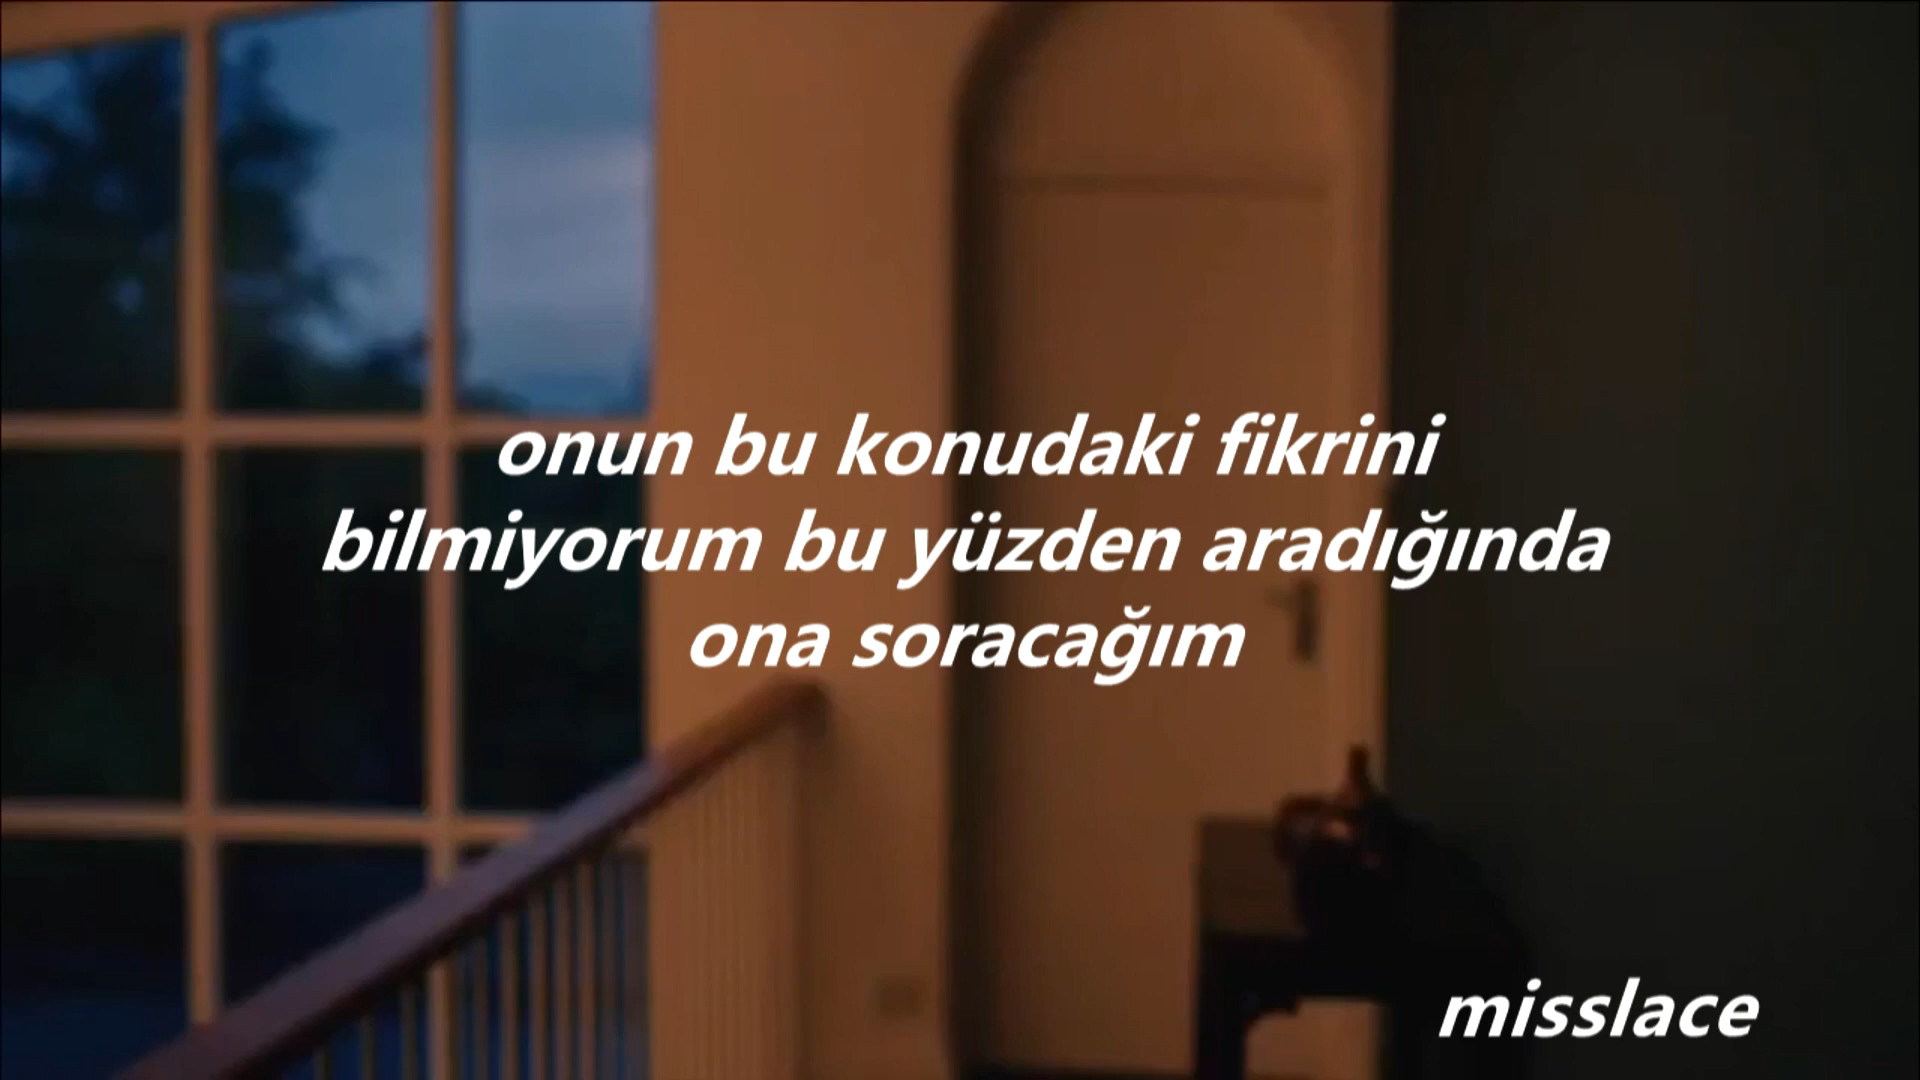 onun bu konudaki fikrini
bilmiyorum bu yüzden aradığında
ona soracağım
misslace